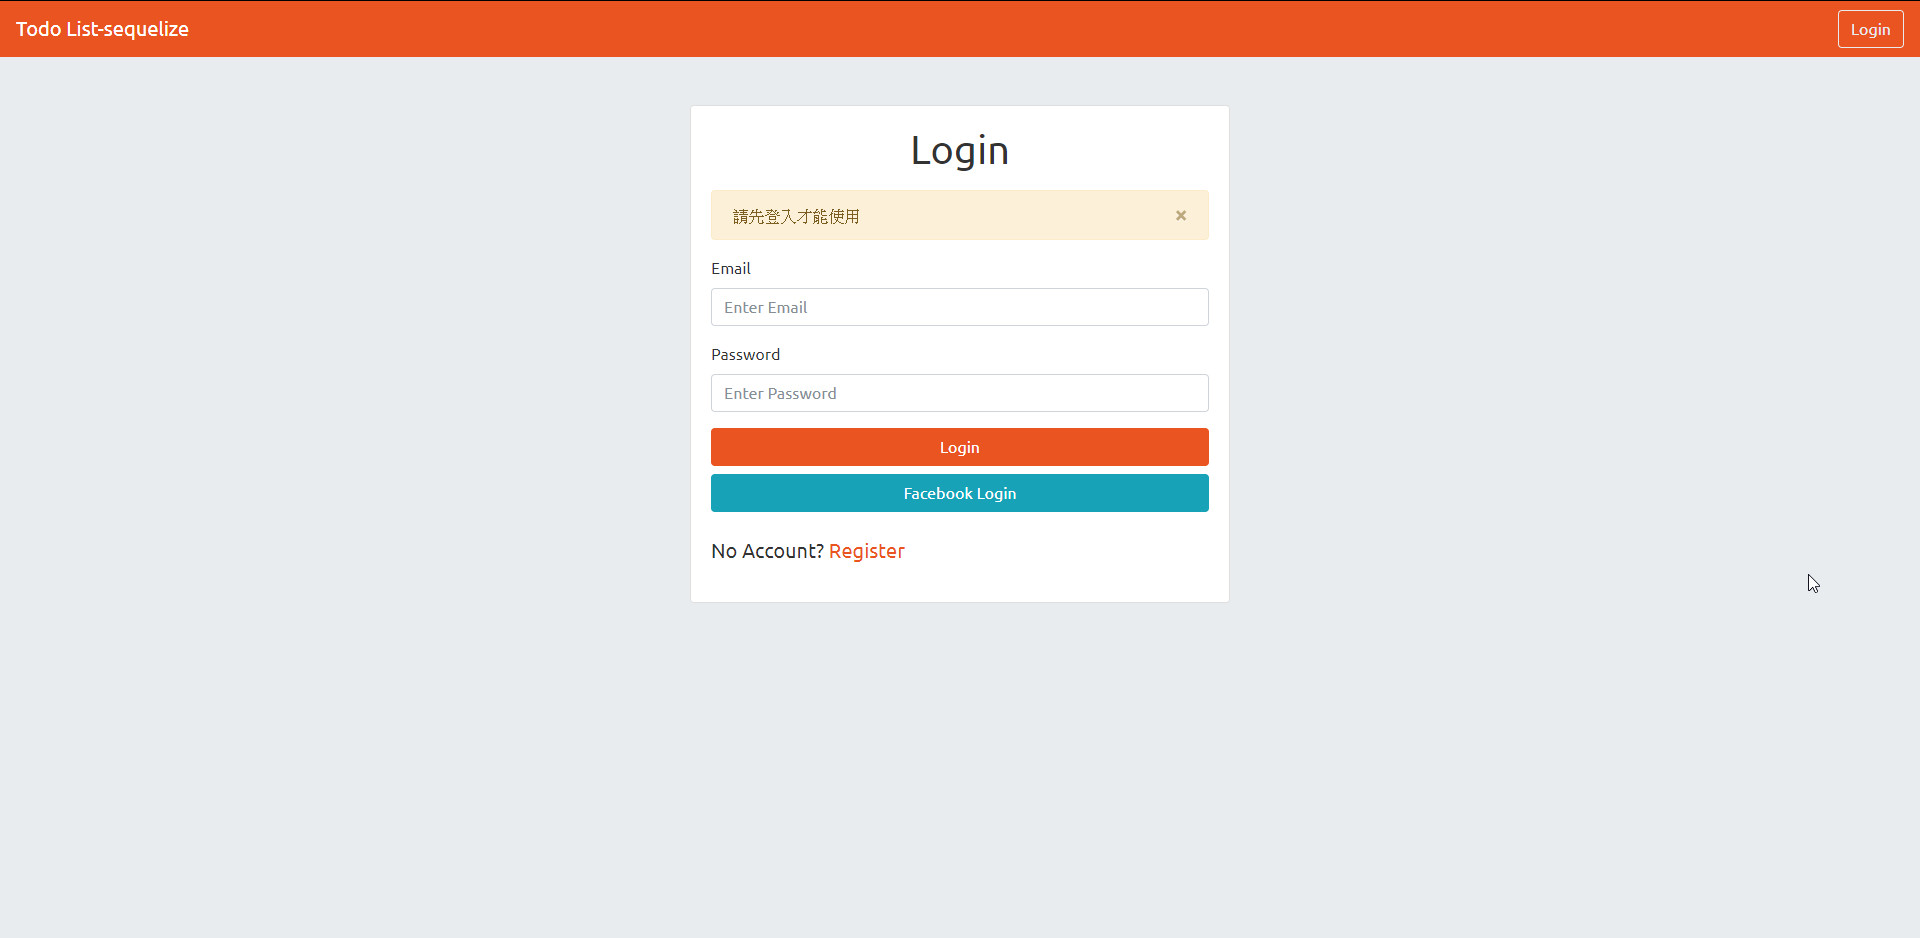 Todo List-sequelize
Login
Login
請先登入才能使用
×
Email
Enter Email
Password
Enter Password
Login
Facebook Login
No Account? Register